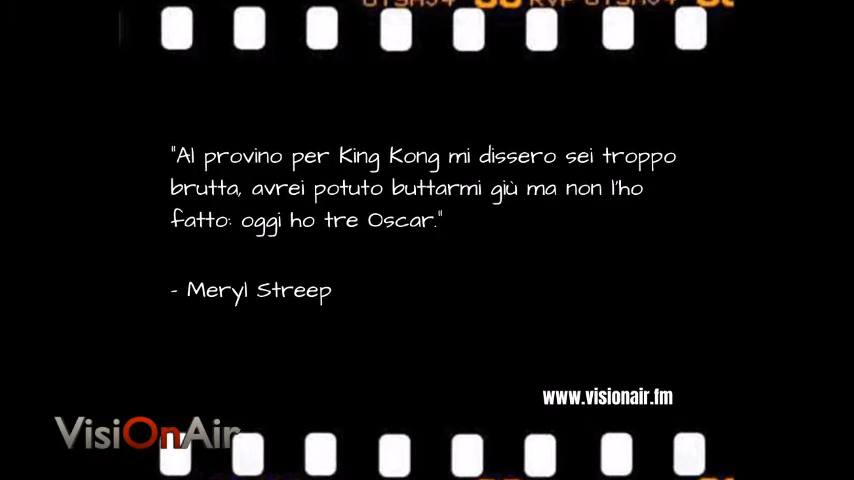 "Al provino per King Kong mi dissero sei troppo
brutta, avrei potuto buttarmi giù ma non l'ho
fatto: oggi ho tre Oscar."
- Meryl Streep
www.visionair.fm
VisiOnAir